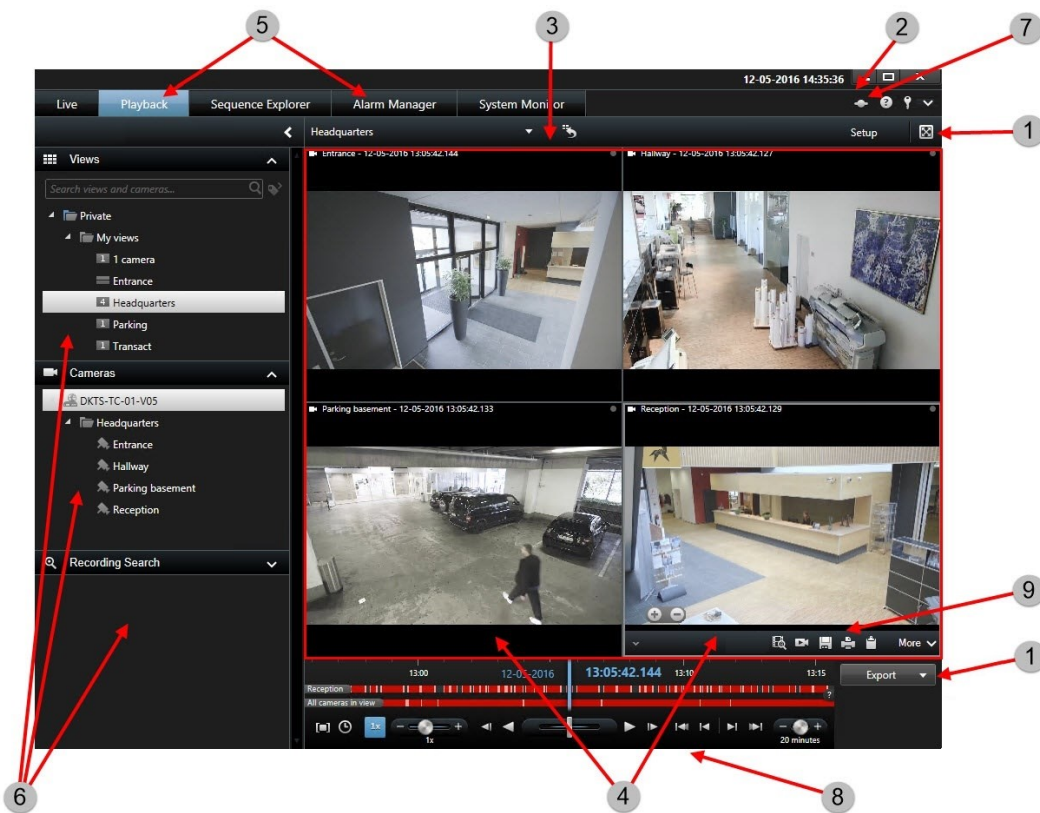 5
3
2
7
12-05-2016 14:35:36
Live Playback Sequence Explorer Alarm Manager System Monitor
?
Headquarters Setup
1
Views
Search views and cameras...
Private
My views
1 1 camera
Entrance
4 Headquarters
1 Parking
1 Transact
Cameras
DKTS-TC-01-V05
Headquarters
Entrance
Hallway
Parking basement
Reception
Recording Search
Entrance - 12-05-2016 13:05:42.144
Hallway - 12-05-2016 13:05:42.127
Parking basement - 12-05-2016 13:05:42.133
Reception - 12-05-2016 13:05:42.129
9
More
13:00 12-05-2016 13:05:42.144 13:10 13:15
Export
1
Reception
?
All cameras in view
1x
- +
1x
- +
20 minutes
6
4
8